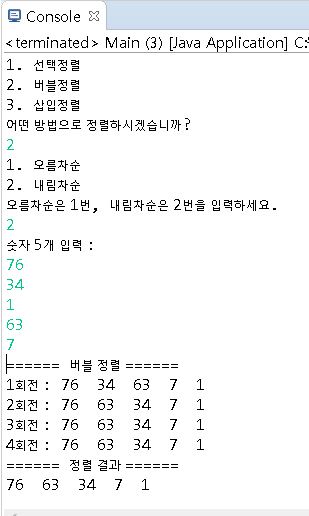 Console
<terminated> Main (3) [Java Application] C:
1. 선택정렬
2. 버블정렬
3. 삽입정렬
어떤 방법으로 정렬하시겠습니까?
2
1. 오름차순
2. 내림차순
오름차순은 1번, 내림차순은 2번을 입력하세요.
2
숫자 5개 입력 :
76
34
1
63
7
====== 버블 정렬 ======
1회전 : 76 34 63 7 1
2회전 : 76 63 34 7 1
3회전 : 76 63 34 7 1
4회전 : 76 63 34 7 1
====== 정렬 결과 ======
76 63 34 7 1